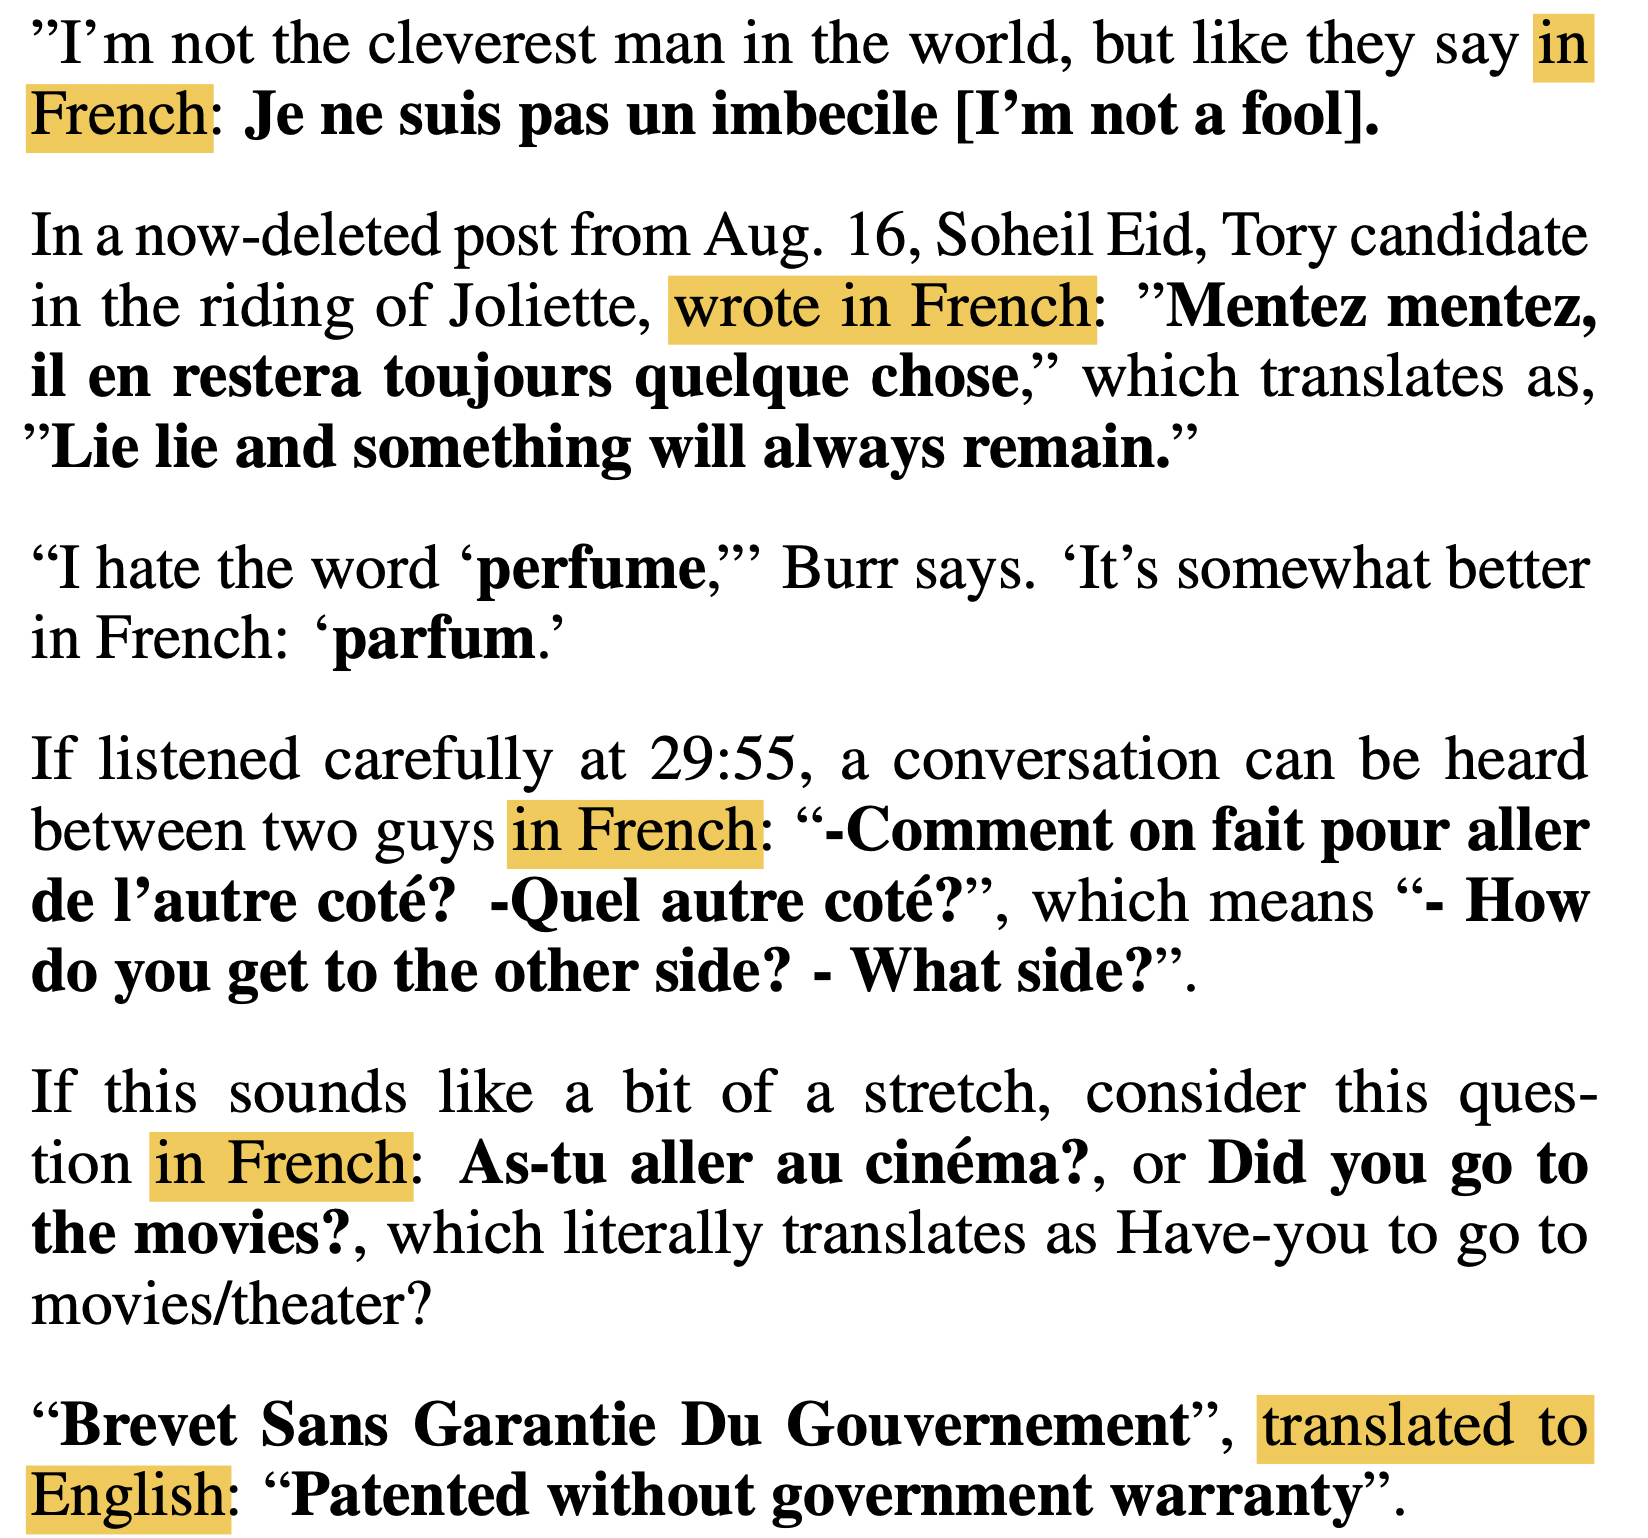 ”I’m not the cleverest man in the world, but like they say in
French: Je ne suis pas un imbecile [I’m not a fool].
In a now-deleted post from Aug. 16, Soheil Eid, Tory candidate
in the riding of Joliette, wrote in French: ”Mentez mentez,
il en restera toujours quelque chose,” which translates as,
”Lie lie and something will always remain.”
“I hate the word ‘perfume,”’ Burr says. ‘It’s somewhat better
in French: ‘parfum.’
If listened carefully at 29:55, a conversation can be heard
between two guys in French: “-Comment on fait pour aller
de l’autre coté? -Quel autre coté?”, which means “- How
do you get to the other side? - What side?”.
If this sounds like a bit of a stretch, consider this ques-
tion in French: As-tu aller au cinéma?, or Did you go to
the movies?, which literally translates as Have-you to go to
movies/theater?
“Brevet Sans Garantie Du Gouvernement”, translated to
English: “Patented without government warranty”.